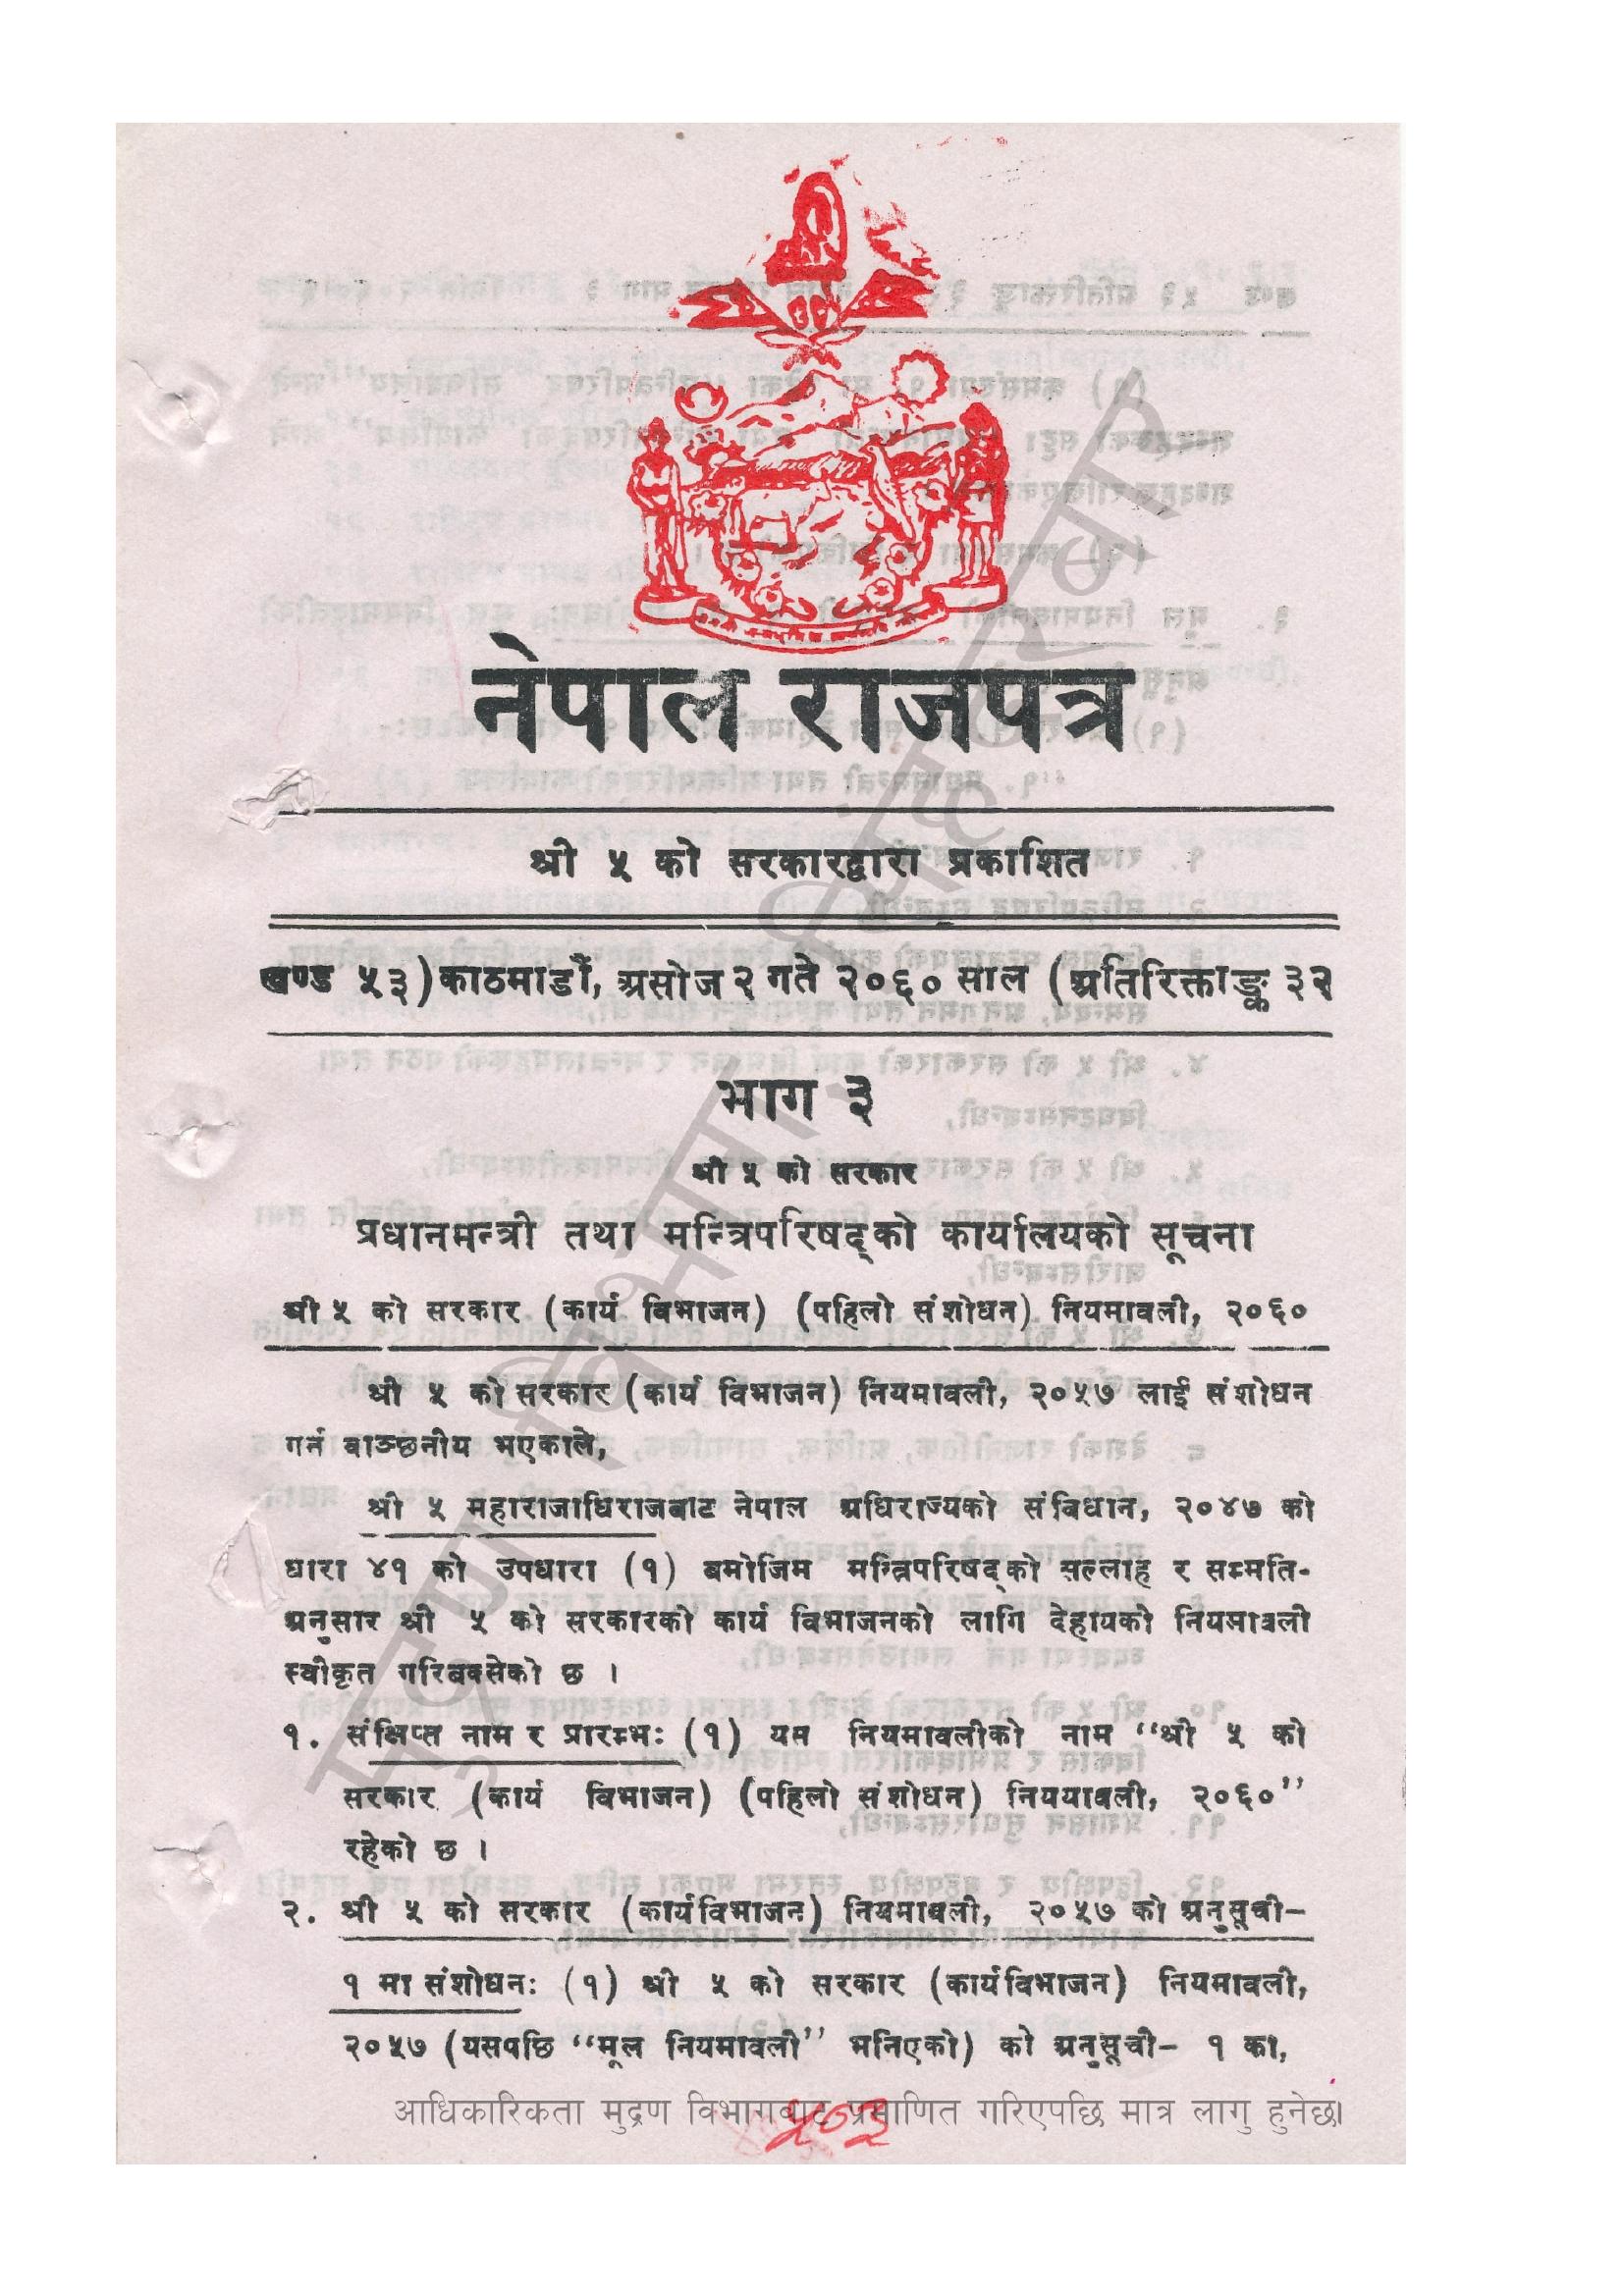 नेपाल राजपत्र
श्री ५ को सरकारद्वारा प्रकाशित
खण्ड ५३) काठमाडौं, असोज २ गते २०६० साल (अतिरिक्ताङ्क ३२
भाग ३
श्री ५ को सरकार
प्रधानमन्त्री तथा मन्त्रिपरिषद्को कार्यालयको सूचना
श्री ५ को सरकार (कार्य विभाजन) (पहिलो संशोधन) नियमावली, २०६०
श्री ५ को सरकार (कार्य विभाजन) नियमावली, २०५७ लाई संशोधन
गर्न वाञ्छनीय भएकाले,
श्री ५ महाराजाधिराजबाट नेपाल अधिराज्यको संविधान, २०४७ को
धारा ४१ को उपधारा (१) बमोजिम मन्त्रिपरिषद्को सल्लाह र सम्मति-
अनुसार श्री ५ को सरकारको कार्य विभाजनको लागि देहायको नियमावली
स्वीकृत गरिबक्सेको छ ।
१. संक्षिप्त नाम र प्रारम्भः (१) यस नियमावलीको नाम “श्री ५ को
सरकार (कार्य विभाजन) (पहिलो संशोधन) निययावली, २०६०”
रहेको छ ।
२. श्री ५ को सरकार (कार्यविभाजन) नियमावली, २०५७ को अनुसूची–
१ मा संशोधनः (१) श्री ५ को सरकार (कार्यविभाजन) नियमावली,
२०५७ (यसपछि “मूल नियमावली” भनिएको) को अनुसूची– १ का,
आधिकारिकता मुद्रण विभागबाट प्रमाणित गरिएपछि मात्र लागु हुनेछ।
५०३